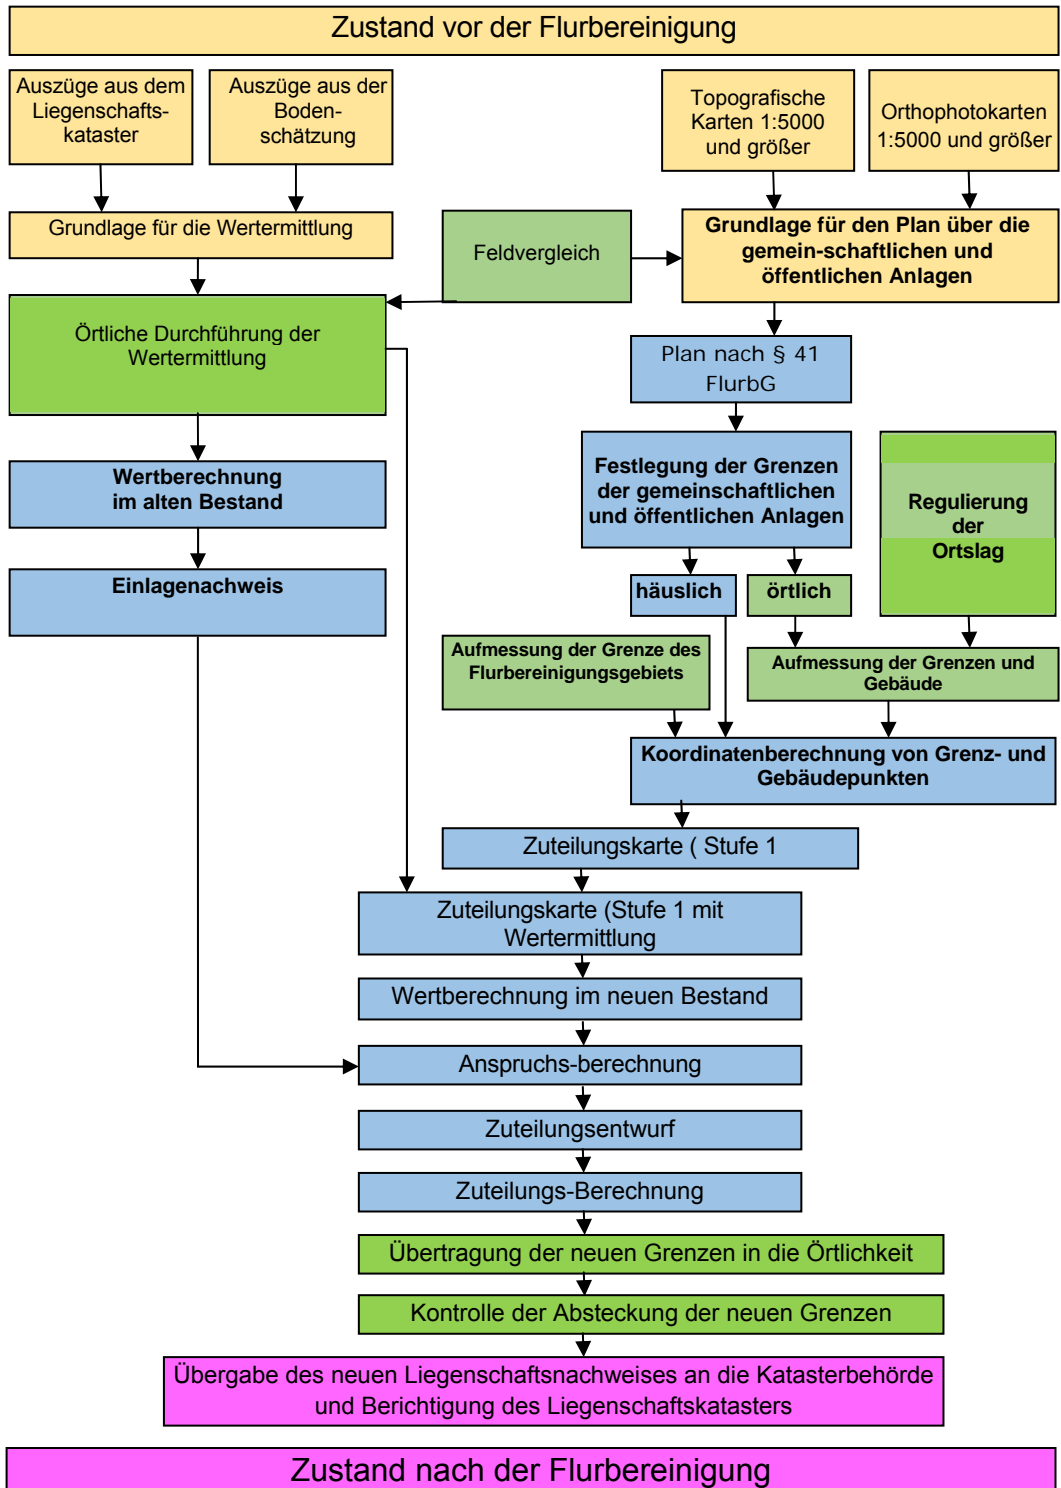 Zustand vor der Flurbereinigung
Auszüge aus dem
Liegenschafts-
kataster
Auszüge aus der
Boden-
schätzung
Topografische
Karten 1:5000
und größer
Orthophotokarten
1:5000 und größer
Grundlage für die Wertermittlung
Feldvergleich
Grundlage für den Plan über die
gemein-schaftlichen und
öffentlichen Anlagen
Örtliche Durchführung der
Wertermittlung
Plan nach § 41
FlurbG
Wertberechnung
im alten Bestand
Festlegung der Grenzen
der gemeinschaftlichen
und öffentlichen Anlagen
Regulierung
der
Ortslag
Einlagenachweis
häuslich
örtlich
Aufmessung der Grenze des
Flurbereinigungsgebiets
Aufmessung der Grenzen und
Gebäude
Koordinatenberechnung von Grenz- und
Gebäudepunkten
Zuteilungskarte ( Stufe 1
Zuteilungskarte (Stufe 1 mit
Wertermittlung
Wertberechnung im neuen Bestand
Anspruchs-berechnung
Zuteilungsentwurf
Zuteilungs-Berechnung
Übertragung der neuen Grenzen in die Örtlichkeit
Kontrolle der Absteckung der neuen Grenzen
Übergabe des neuen Liegenschaftsnachweises an die Katasterbehörde
und Berichtigung des Liegenschaftskatasters
Zustand nach der Flurbereinigung